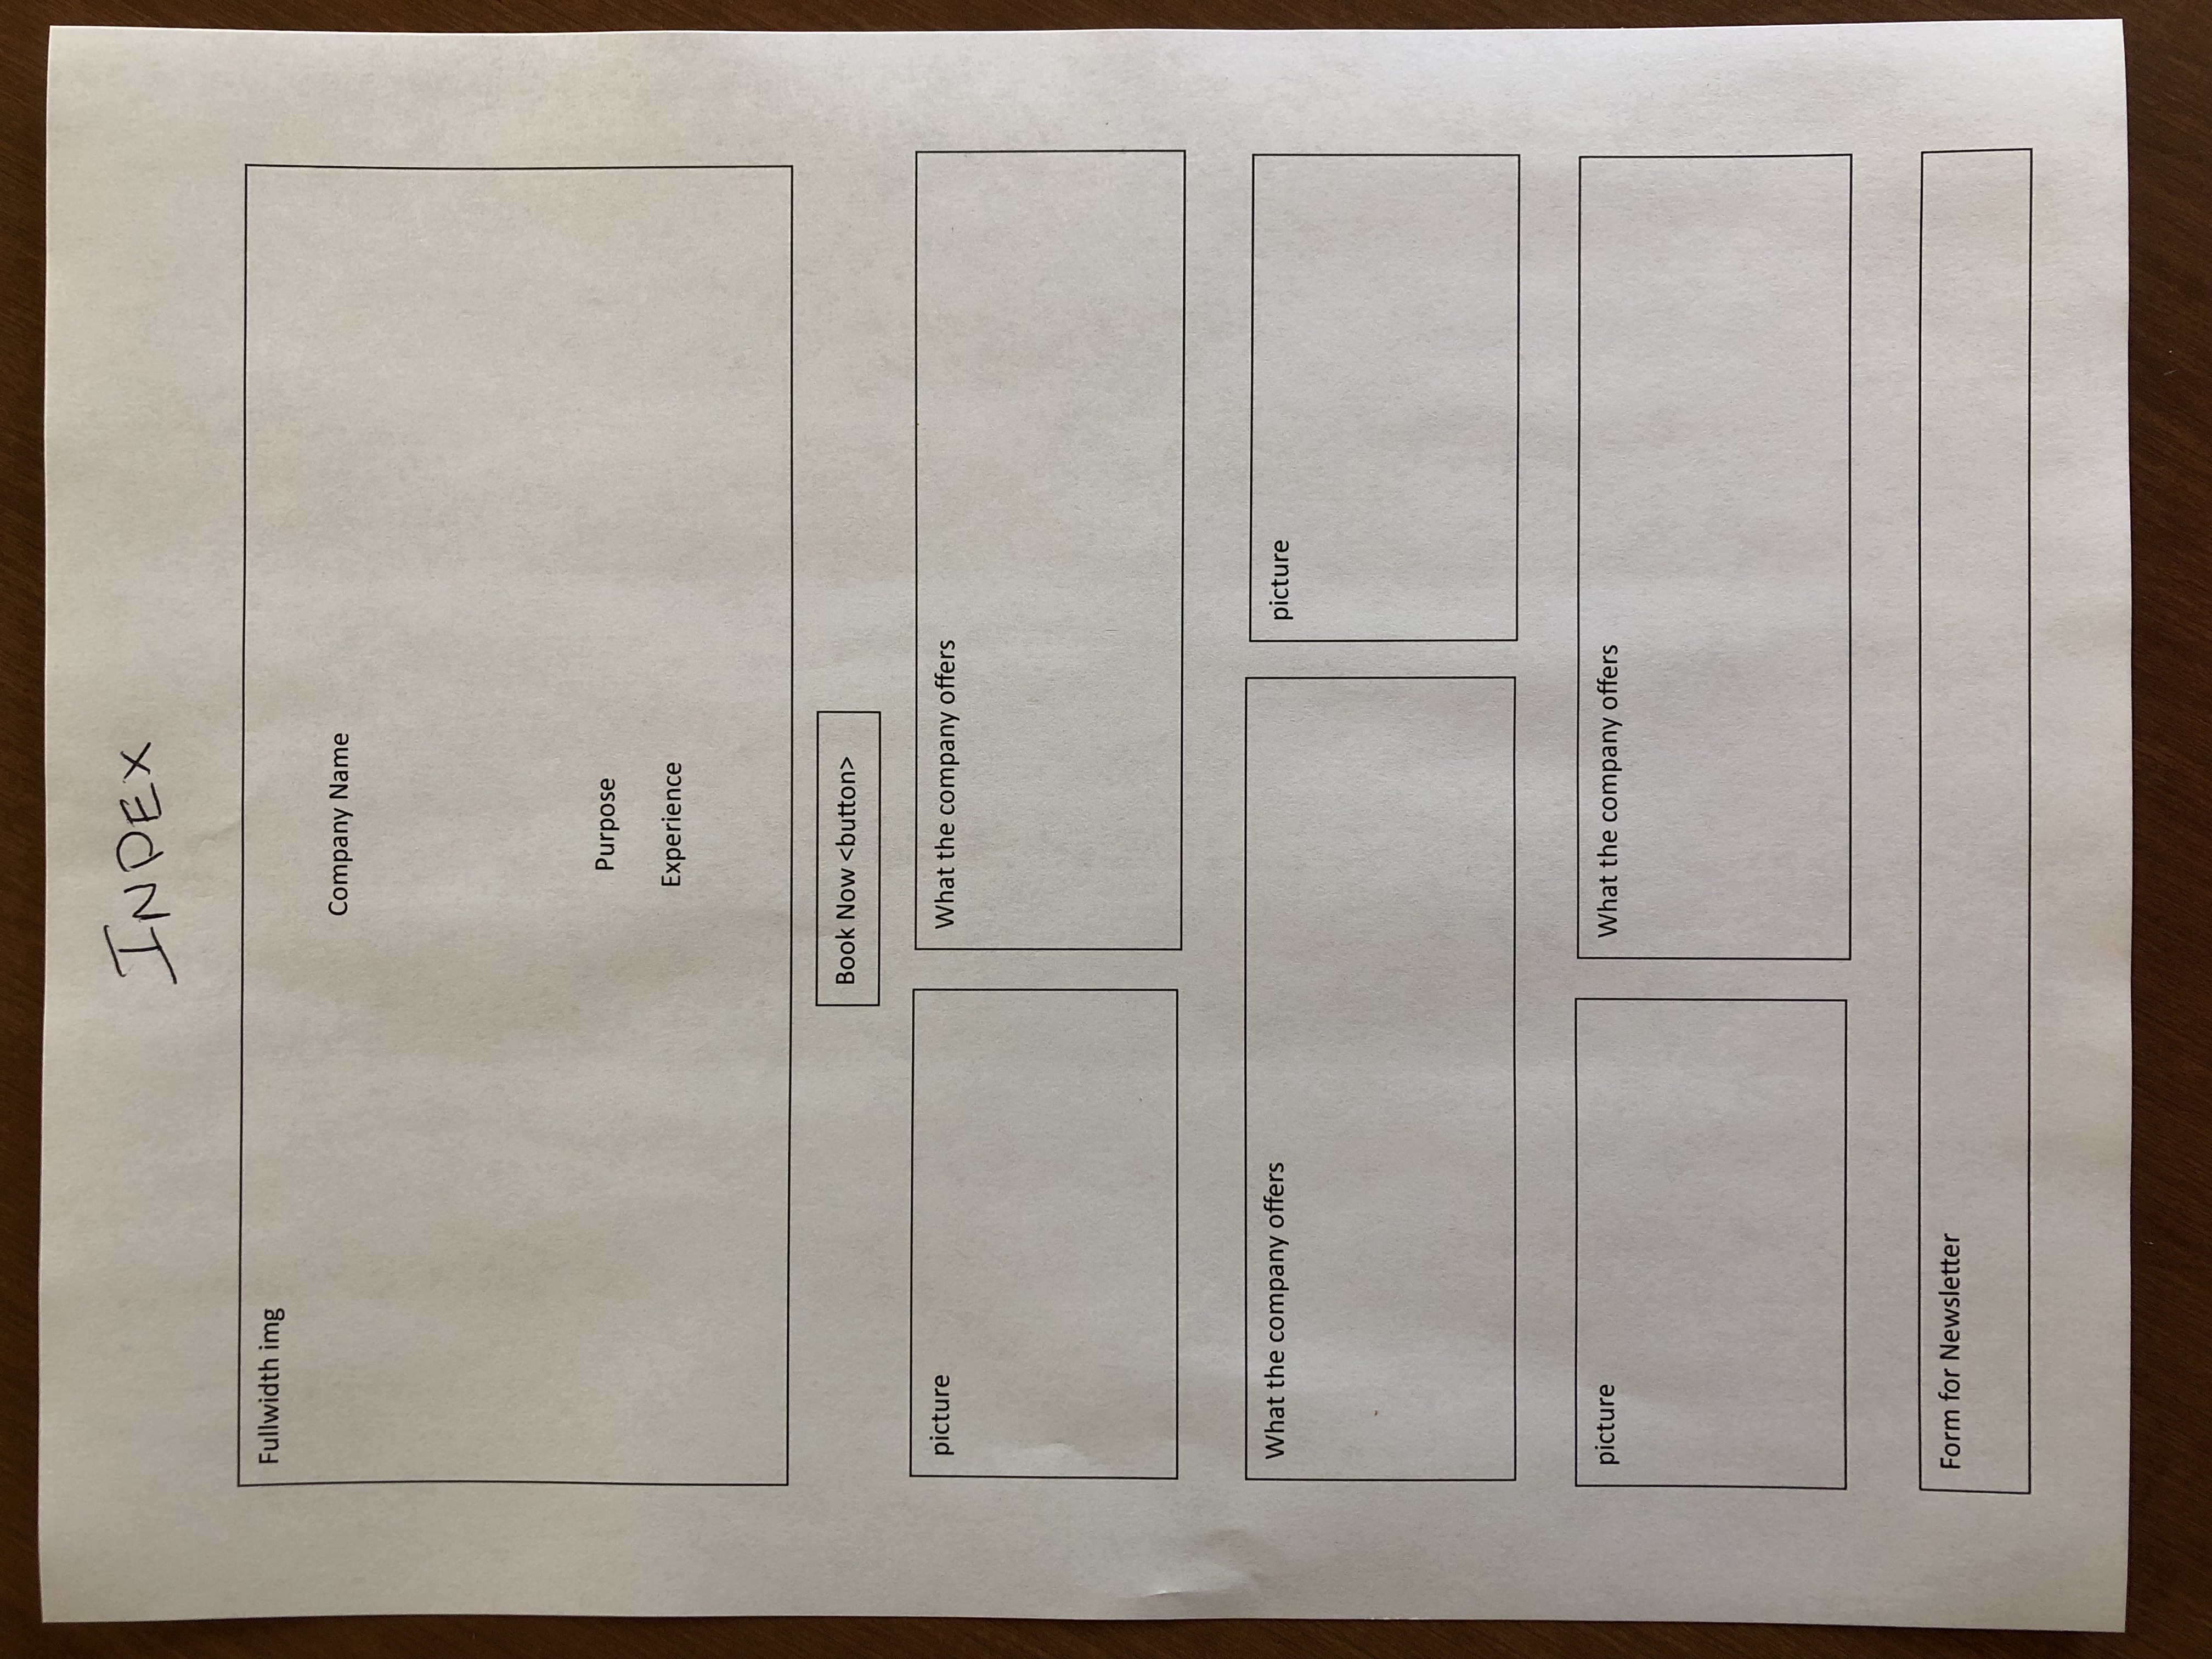 INDEX
Fullwidth img
Company Name
Purpose
Experience
Book Now <button>
picture
What the company offers
What the company offers
picture
picture
What the company offers
Form for Newsletter